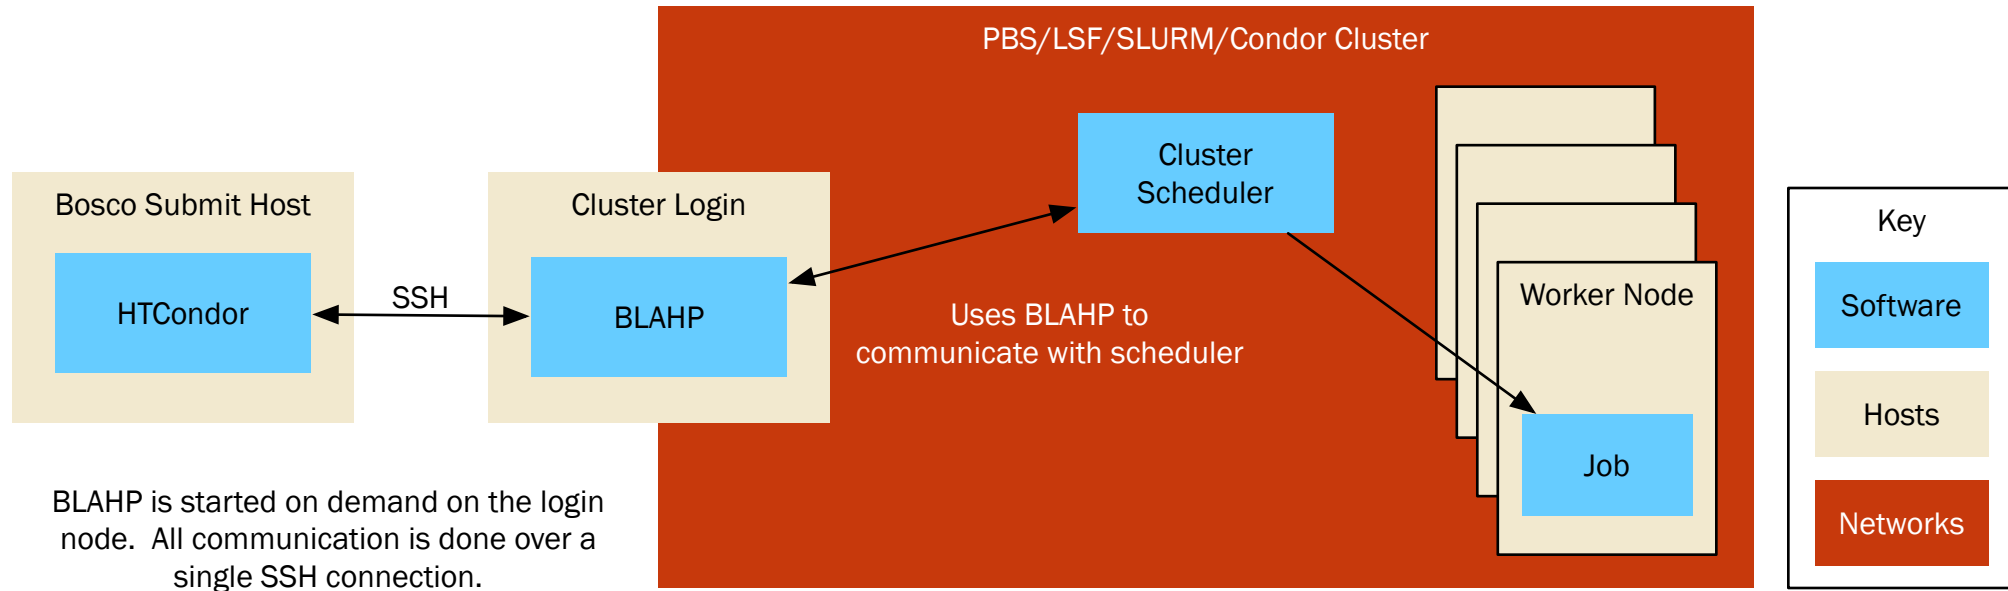 PBS/LSF/SLURM/Condor Cluster
Bosco Submit Host
HTCondor
SSH
Cluster Login
BLAHP
Cluster
Scheduler
Uses BLAHP to
communicate with scheduler
Worker Node
Job
BLAHP is started on demand on the login
node.  All communication is done over a
single SSH connection.
Key
Software
Hosts
Networks